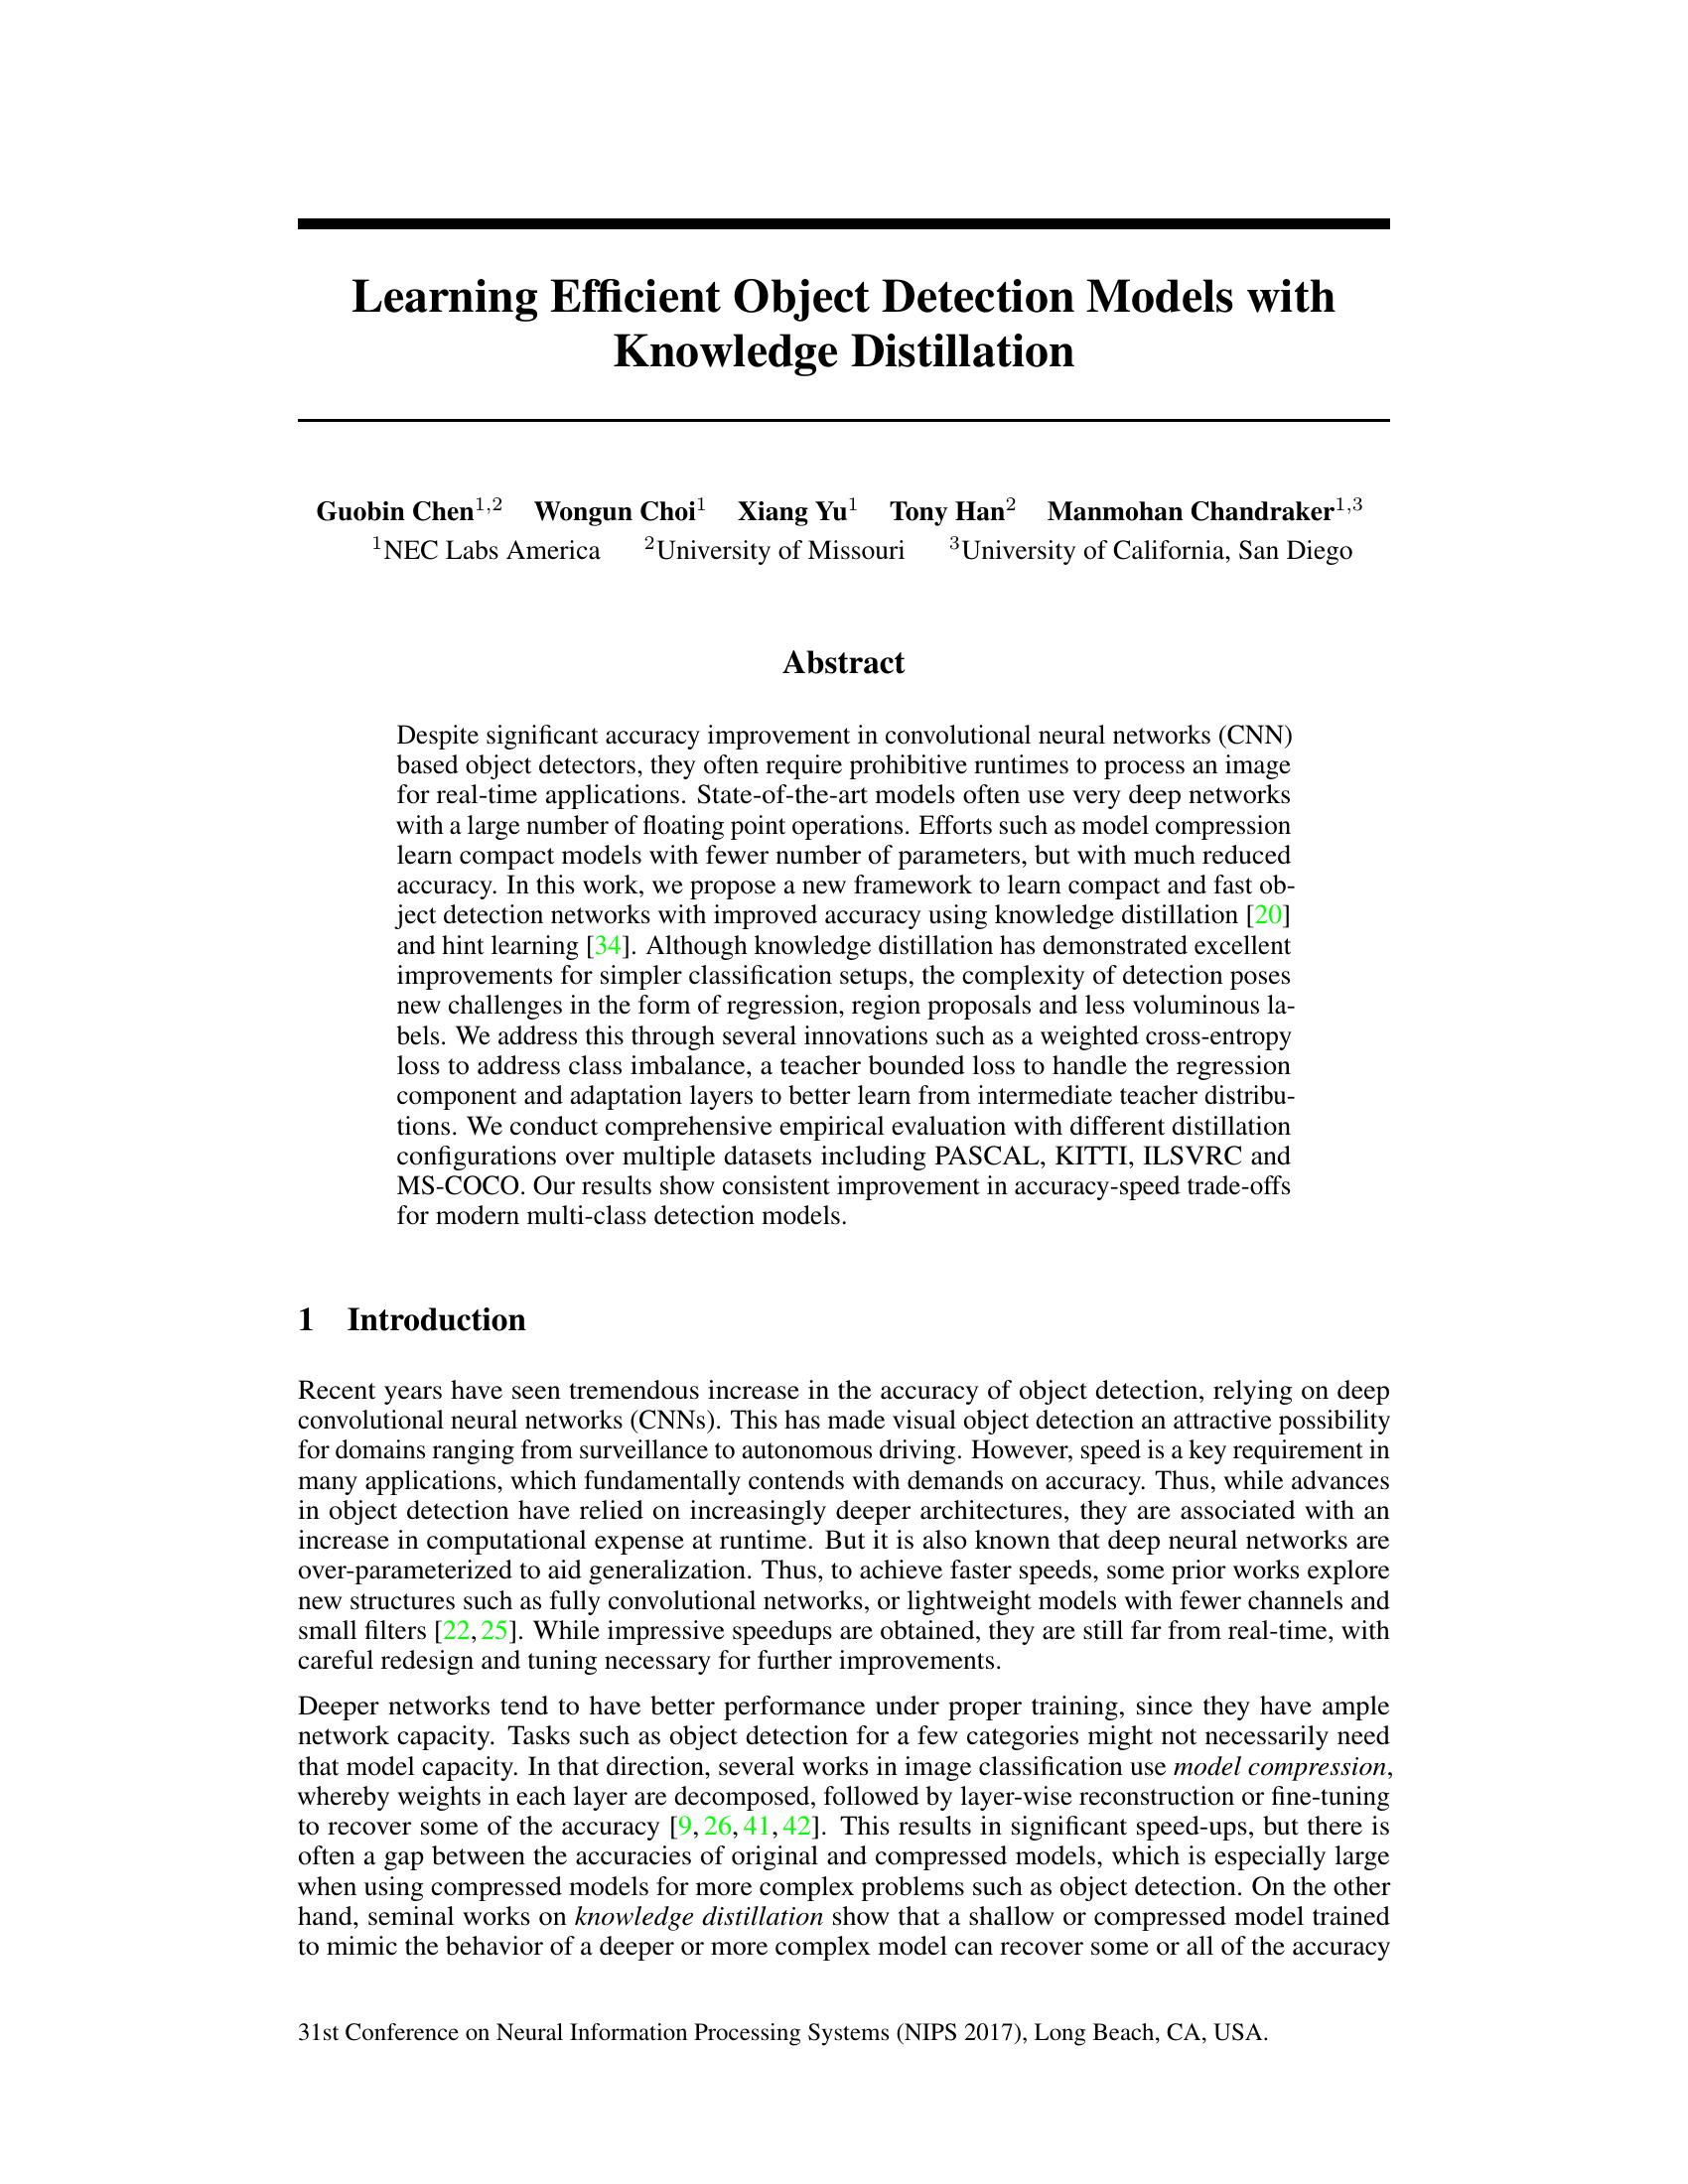 Learning Efficient Object Detection Models with
Knowledge Distillation
Guobin Chen1,2 Wongun Choi1 Xiang Yu1 Tony Han2 Manmohan Chandraker1,3
1NEC Labs America 2University of Missouri 3University of California, San Diego
Abstract
Despite significant accuracy improvement in convolutional neural networks (CNN)
based object detectors, they often require prohibitive runtimes to process an image
for real-time applications. State-of-the-art models often use very deep networks
with a large number of floating point operations. Efforts such as model compression
learn compact models with fewer number of parameters, but with much reduced
accuracy. In this work, we propose a new framework to learn compact and fast ob-
ject detection networks with improved accuracy using knowledge distillation [20]
and hint learning [34]. Although knowledge distillation has demonstrated excellent
improvements for simpler classification setups, the complexity of detection poses
new challenges in the form of regression, region proposals and less voluminous la-
bels. We address this through several innovations such as a weighted cross-entropy
loss to address class imbalance, a teacher bounded loss to handle the regression
component and adaptation layers to better learn from intermediate teacher distribu-
tions. We conduct comprehensive empirical evaluation with different distillation
configurations over multiple datasets including PASCAL, KITTI, ILSVRC and
MS-COCO. Our results show consistent improvement in accuracy-speed trade-offs
for modern multi-class detection models.
1 Introduction
Recent years have seen tremendous increase in the accuracy of object detection, relying on deep
convolutional neural networks (CNNs). This has made visual object detection an attractive possibility
for domains ranging from surveillance to autonomous driving. However, speed is a key requirement in
many applications, which fundamentally contends with demands on accuracy. Thus, while advances
in object detection have relied on increasingly deeper architectures, they are associated with an
increase in computational expense at runtime. But it is also known that deep neural networks are
over-parameterized to aid generalization. Thus, to achieve faster speeds, some prior works explore
new structures such as fully convolutional networks, or lightweight models with fewer channels and
small filters [22, 25]. While impressive speedups are obtained, they are still far from real-time, with
careful redesign and tuning necessary for further improvements.
Deeper networks tend to have better performance under proper training, since they have ample
network capacity. Tasks such as object detection for a few categories might not necessarily need
that model capacity. In that direction, several works in image classification use model compression,
whereby weights in each layer are decomposed, followed by layer-wise reconstruction or fine-tuning
to recover some of the accuracy [9, 26, 41, 42]. This results in significant speed-ups, but there is
often a gap between the accuracies of original and compressed models, which is especially large
when using compressed models for more complex problems such as object detection. On the other
hand, seminal works on knowledge distillation show that a shallow or compressed model trained
to mimic the behavior of a deeper or more complex model can recover some or all of the accuracy
31st Conference on Neural Information Processing Systems (NIPS 2017), Long Beach, CA, USA.